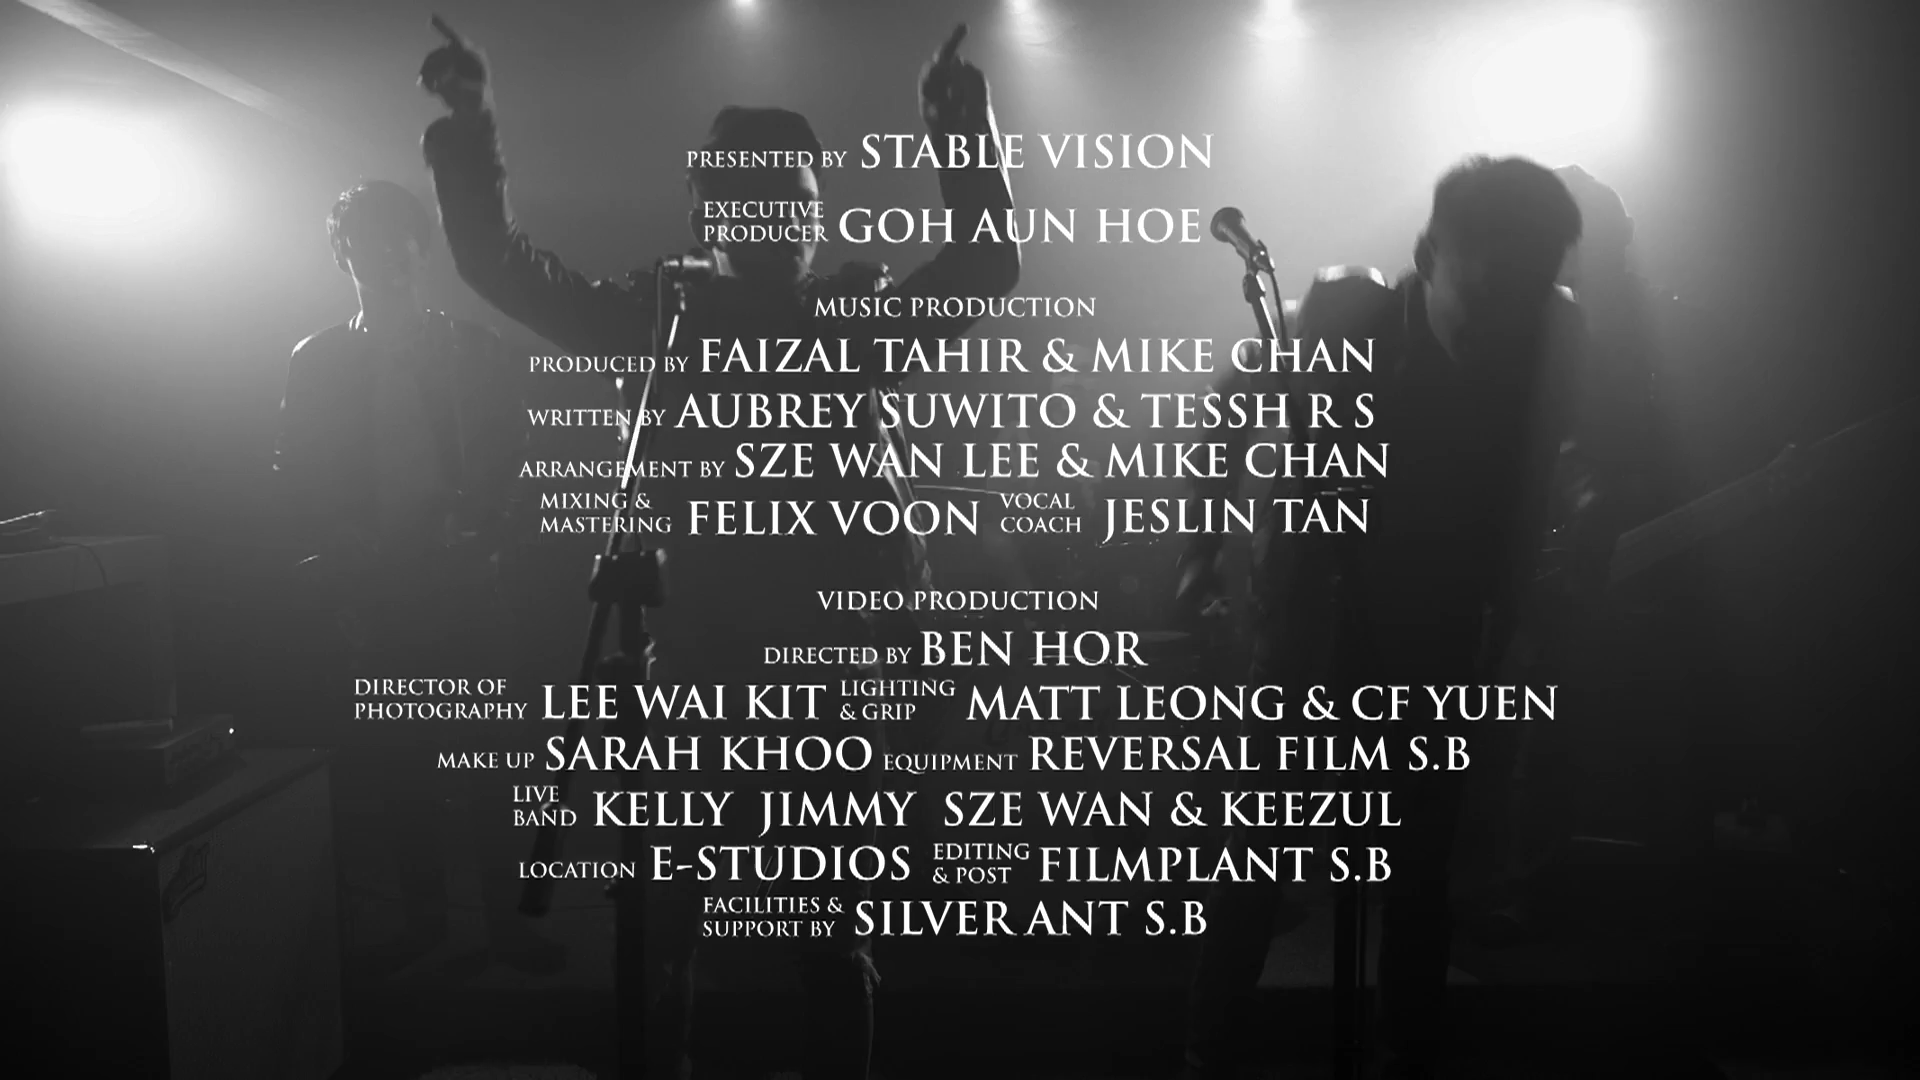 PRESENTED BY STABLE VISION
EXECUTIVE PRODUCER GOH AUN HOE
MUSIC PRODUCTION
PRODUCED BY FAIZAL TAHIR & MIKE CHAN
WRITTEN BY AUBREY SUWITO & TESSH R S
ARRANGEMENT BY SZE WAN LEE & MIKE CHAN
MIXING & MASTERING FELIX VOON VOCAL COACH JESLIN TAN
VIDEO PRODUCTION
DIRECTED BY BEN HOR
DIRECTOR OF PHOTOGRAPHY LEE WAI KIT LIGHTING & GRIP MATT LEONG & CF YUEN
MAKE UP SARAH KHOO EQUIPMENT REVERSAL FILM S.B
LIVE BAND KELLY JIMMY SZE WAN & KEEZUL
LOCATION E-STUDIOS EDITING & POST FILMPLANT S.B
FACILITIES & SUPPORT BY SILVER ANT S.B